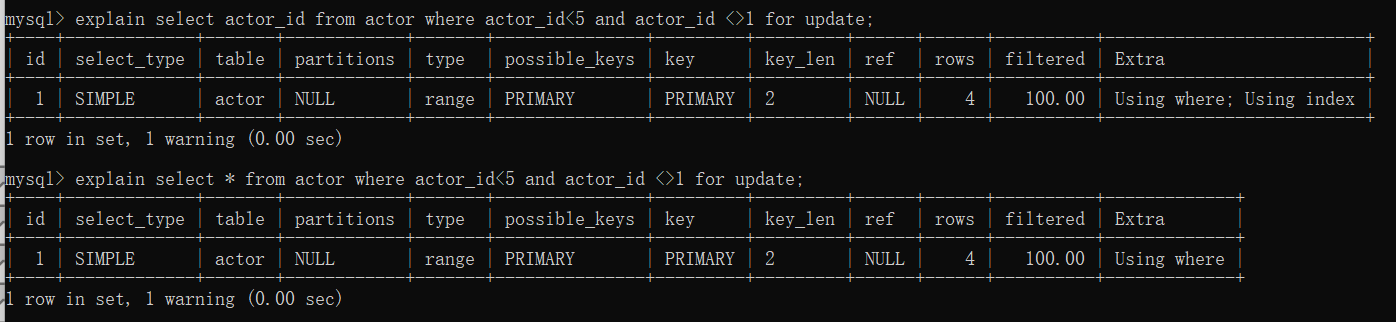 mysql> explain select actor_id from actor where actor_id<5 and actor_id <>1 for update;
+----+-------------+-------+------------+-------+---------------+---------+---------+------+------+----------+--------------------------+
| id | select_type | table | partitions | type  | possible_keys | key     | key_len | ref  | rows | filtered | Extra                    |
+----+-------------+-------+------------+-------+---------------+---------+---------+------+------+----------+--------------------------+
|  1 | SIMPLE      | actor | NULL       | range | PRIMARY       | PRIMARY | 2       | NULL |    4 |   100.00 | Using where; Using index |
+----+-------------+-------+------------+-------+---------------+---------+---------+------+------+----------+--------------------------+
1 row in set, 1 warning (0.00 sec)
mysql> explain select * from actor where actor_id<5 and actor_id <>1 for update;
+----+-------------+-------+------------+-------+---------------+---------+---------+------+------+----------+-------------+
| id | select_type | table | partitions | type  | possible_keys | key     | key_len | ref  | rows | filtered | Extra       |
+----+-------------+-------+------------+-------+---------------+---------+---------+------+------+----------+-------------+
|  1 | SIMPLE      | actor | NULL       | range | PRIMARY       | PRIMARY | 2       | NULL |    4 |   100.00 | Using where |
+----+-------------+-------+------------+-------+---------------+---------+---------+------+------+----------+-------------+
1 row in set, 1 warning (0.00 sec)